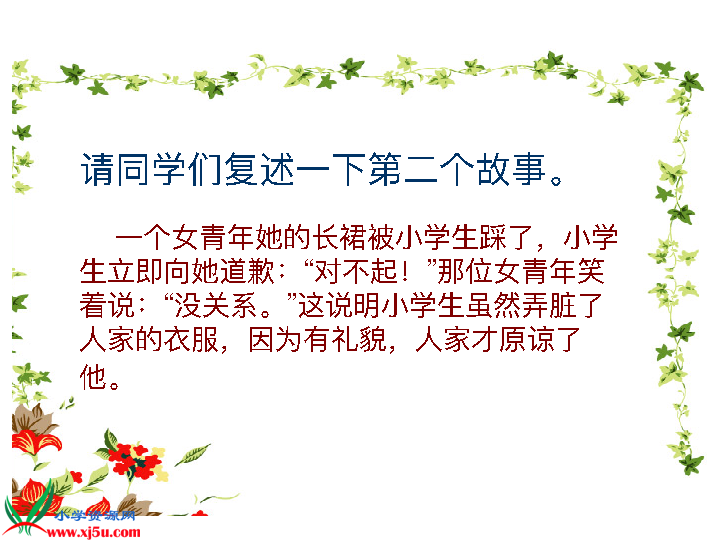 请同学们复述一下第二个故事。
一个女青年她的长裙被小学生踩了，小学
生立即向她道歉：“对不起！”那位女青年笑
着说：“没关系。”这说明小学生虽然弄脏了
人家的衣服，因为有礼貌，人家才原谅了
他。
小学资源网
www.xj5u.com